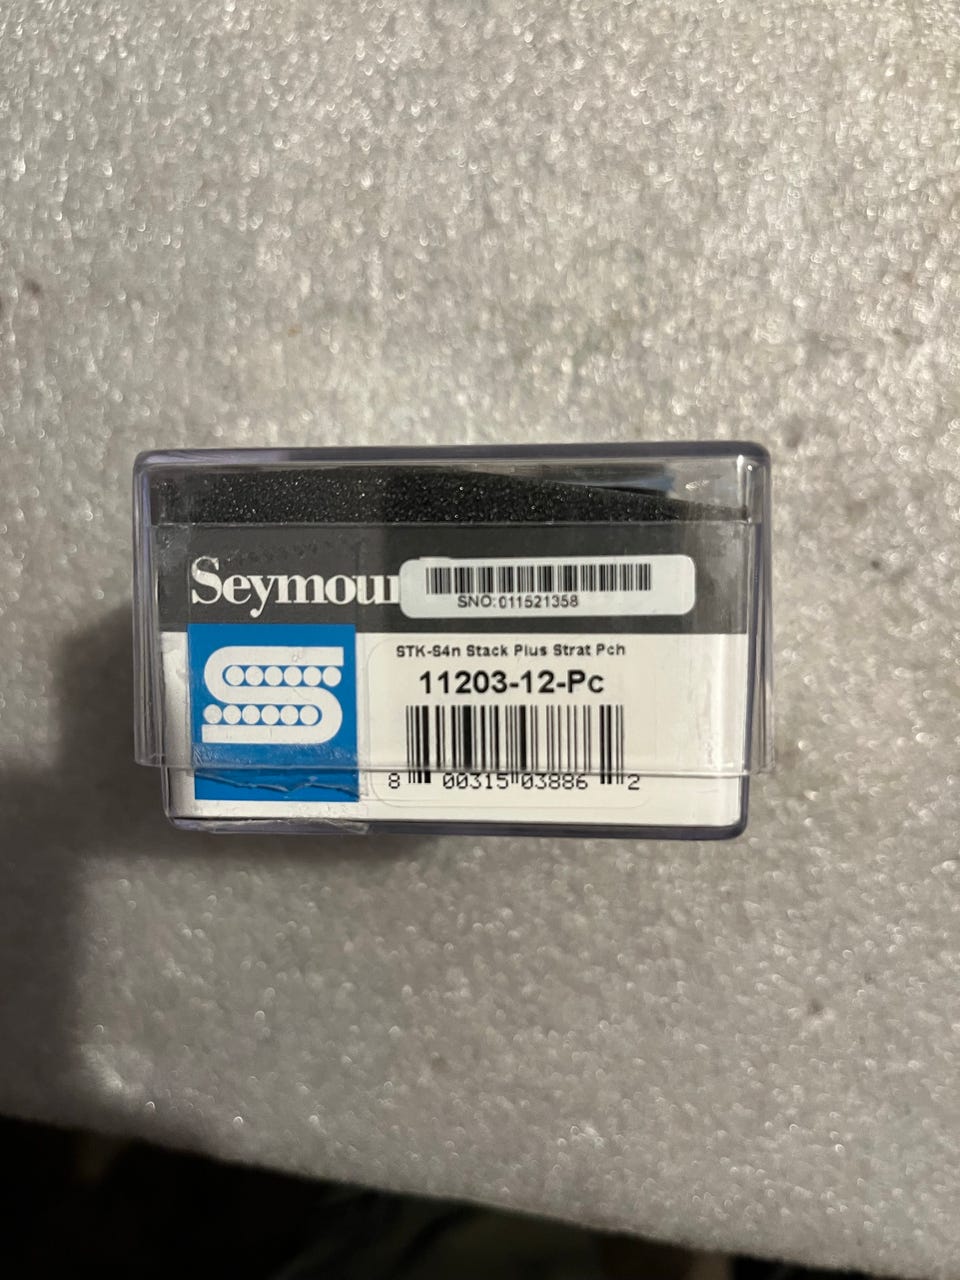 Seymour
SNO:011521358
STK-S4n Stack Plus Strat Pch
11203-12-Pc
8 00315 03886 2